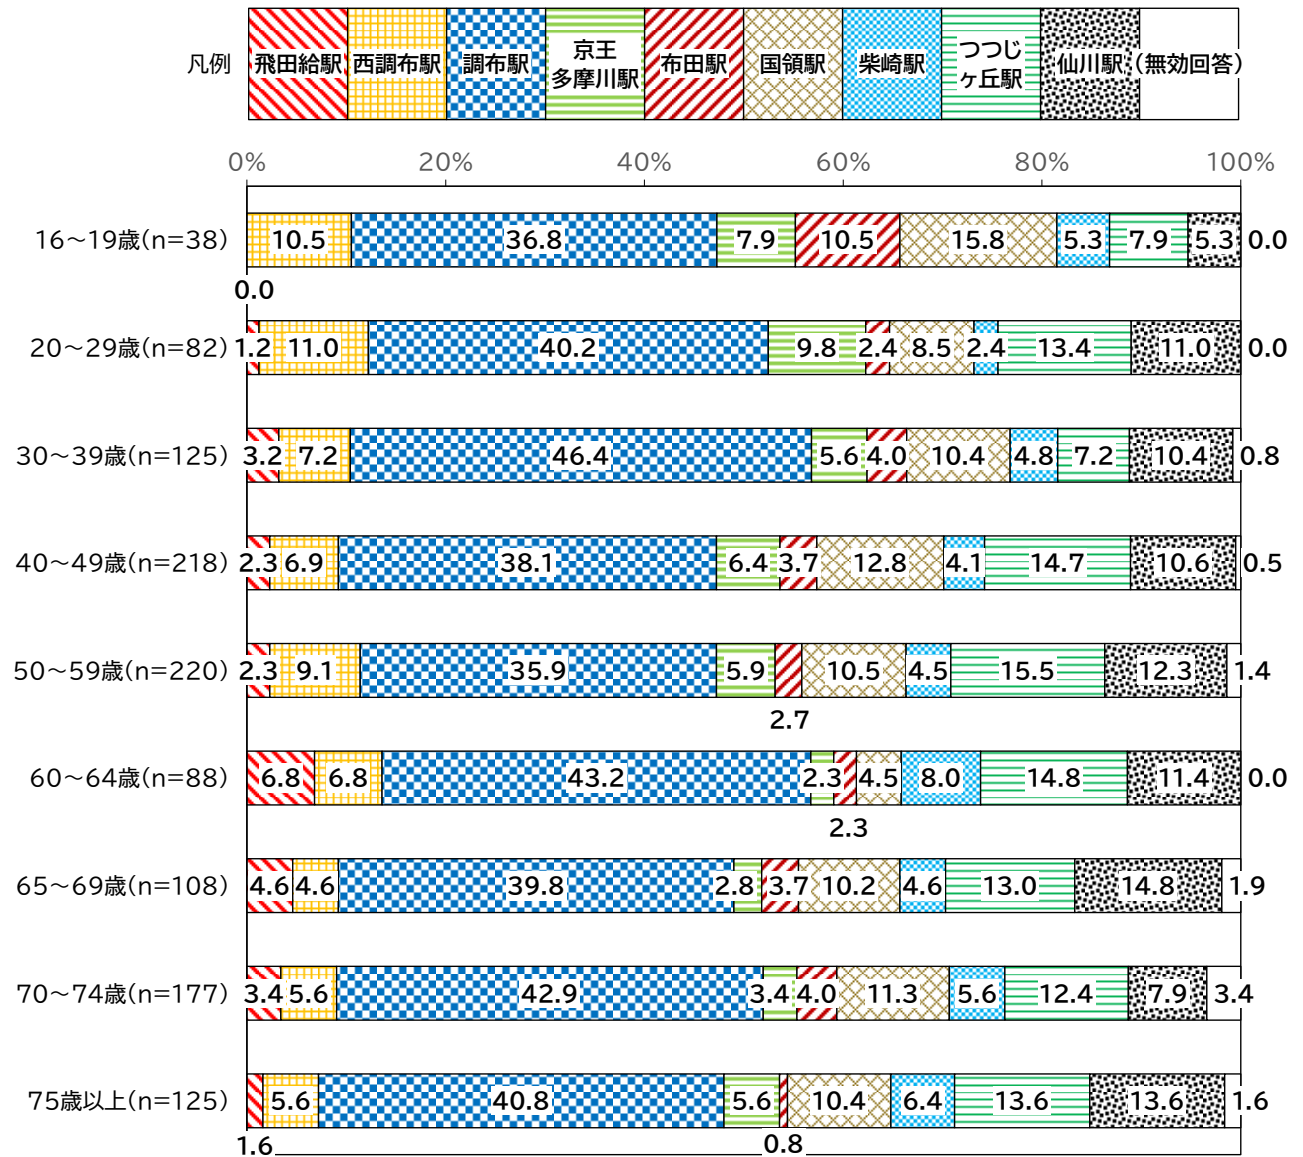 凡例
飛田給駅
西調布駅
調布駅
京王
多摩川駅
布田駅
国領駅
柴崎駅
つつじ
ヶ丘駅
仙川駅
(無効回答)
0% 20% 40% 60% 80% 100%
16～19歳(n=38) 10.5 36.8 7.9 10.5 15.8 5.3 7.9 5.3 0.0
0.0
20～29歳(n=82) 1.2 11.0 40.2 9.8 2.4 8.5 2.4 13.4 11.0 0.0
30～39歳(n=125) 3.2 7.2 46.4 5.6 4.0 10.4 4.8 7.2 10.4 0.8
40～49歳(n=218) 2.3 6.9 38.1 6.4 3.7 12.8 4.1 14.7 10.6 0.5
50～59歳(n=220) 2.3 9.1 35.9 5.9 10.5 4.5 15.5 12.3 1.4
2.7
60～64歳(n=88) 6.8 6.8 43.2 2.3 4.5 8.0 14.8 11.4 0.0
2.3
65～69歳(n=108) 4.6 4.6 39.8 2.8 3.7 10.2 4.6 13.0 14.8 1.9
70～74歳(n=177) 3.4 5.6 42.9 3.4 4.0 11.3 5.6 12.4 7.9 3.4
75歳以上(n=125) 5.6 40.8 5.6 10.4 6.4 13.6 13.6 1.6
1.6 0.8